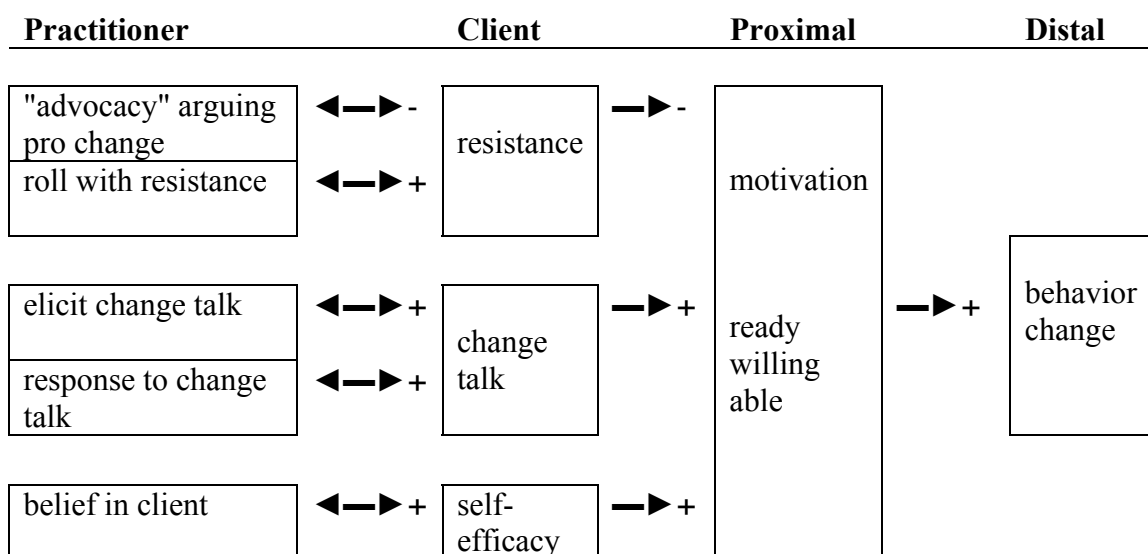 Practitioner Client Proximal Distal
"advocacy" arguing
pro change
-
resistance
-
roll with resistance
+
motivation
elicit change talk
+
change
talk
+
ready
willing
able
+
behavior
change
response to change
talk
+
belief in client
+
self-
efficacy
+